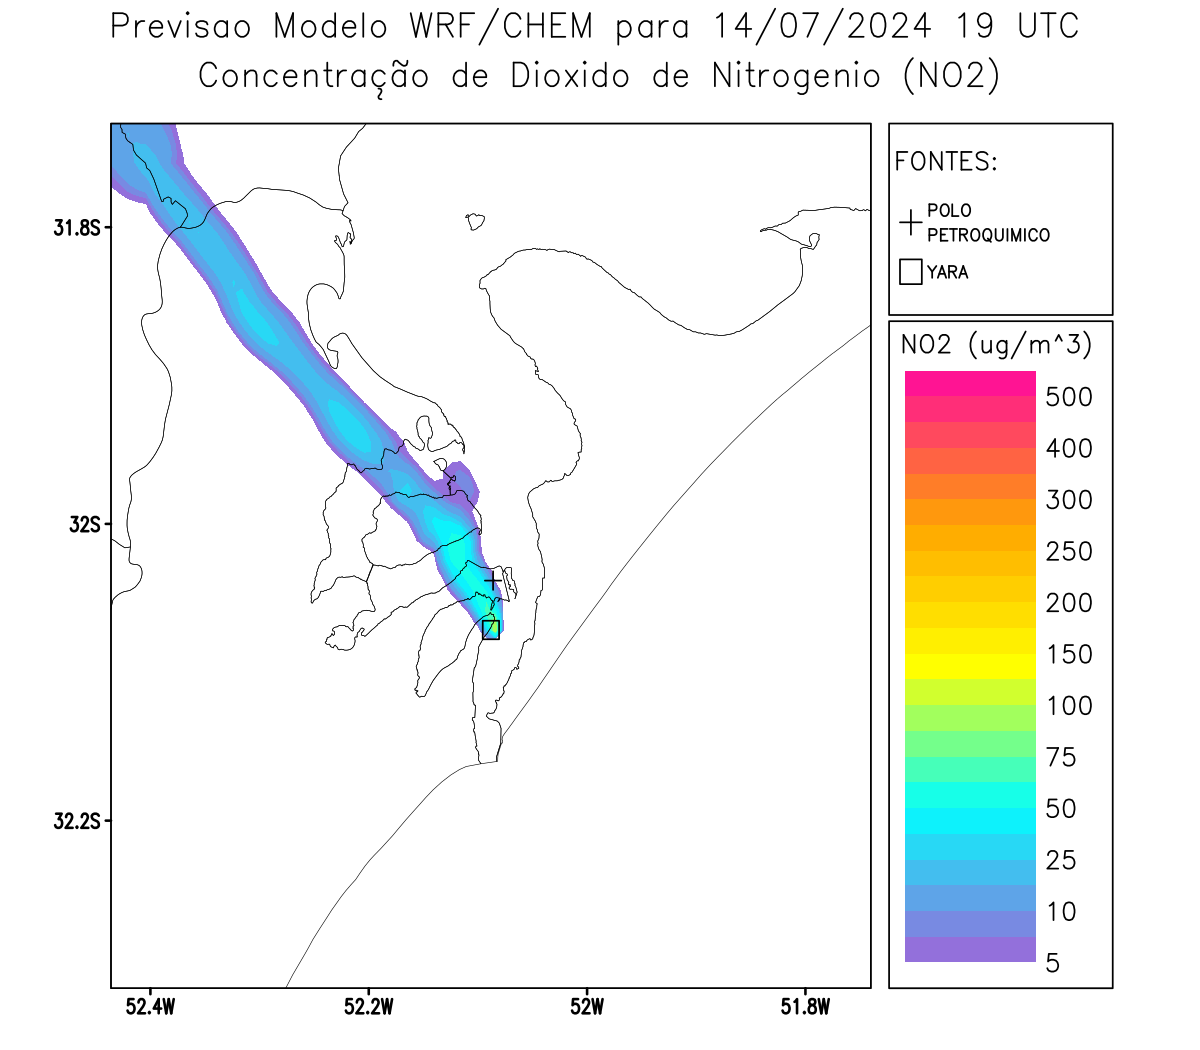 Previsao Modelo WRF/CHEM para 14/07/2024 19 UTC
Concentração de Dioxido de Nitrogenio (NO2)
FONTES:
POLO
PETROQUIMICO
YARA
NO2 (ug/m^3)
500
400
300
250
200
150
100
75
50
25
10
5
31.8S
32S
32.2S
52.4W
52.2W
52W
51.8W